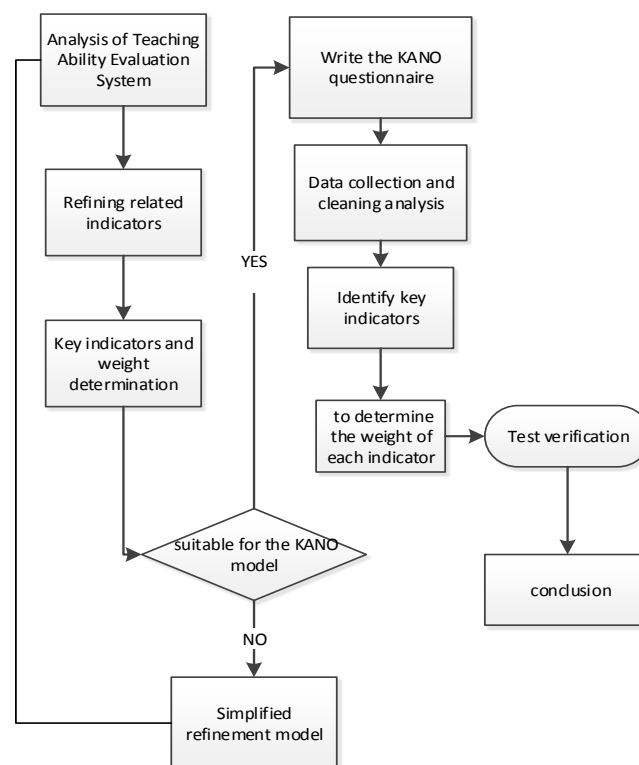 Analysis of Teaching
Ability Evaluation
System
Refining related
indicators
Key indicators and
weight determination
suitable for the KANO
model
YES
NO
Simplified
refinement model
Write the KANO
questionnaire
Data collection and
cleaning analysis
Identify key
indicators
to determine
the weight of
each indicator
Test verification
conclusion